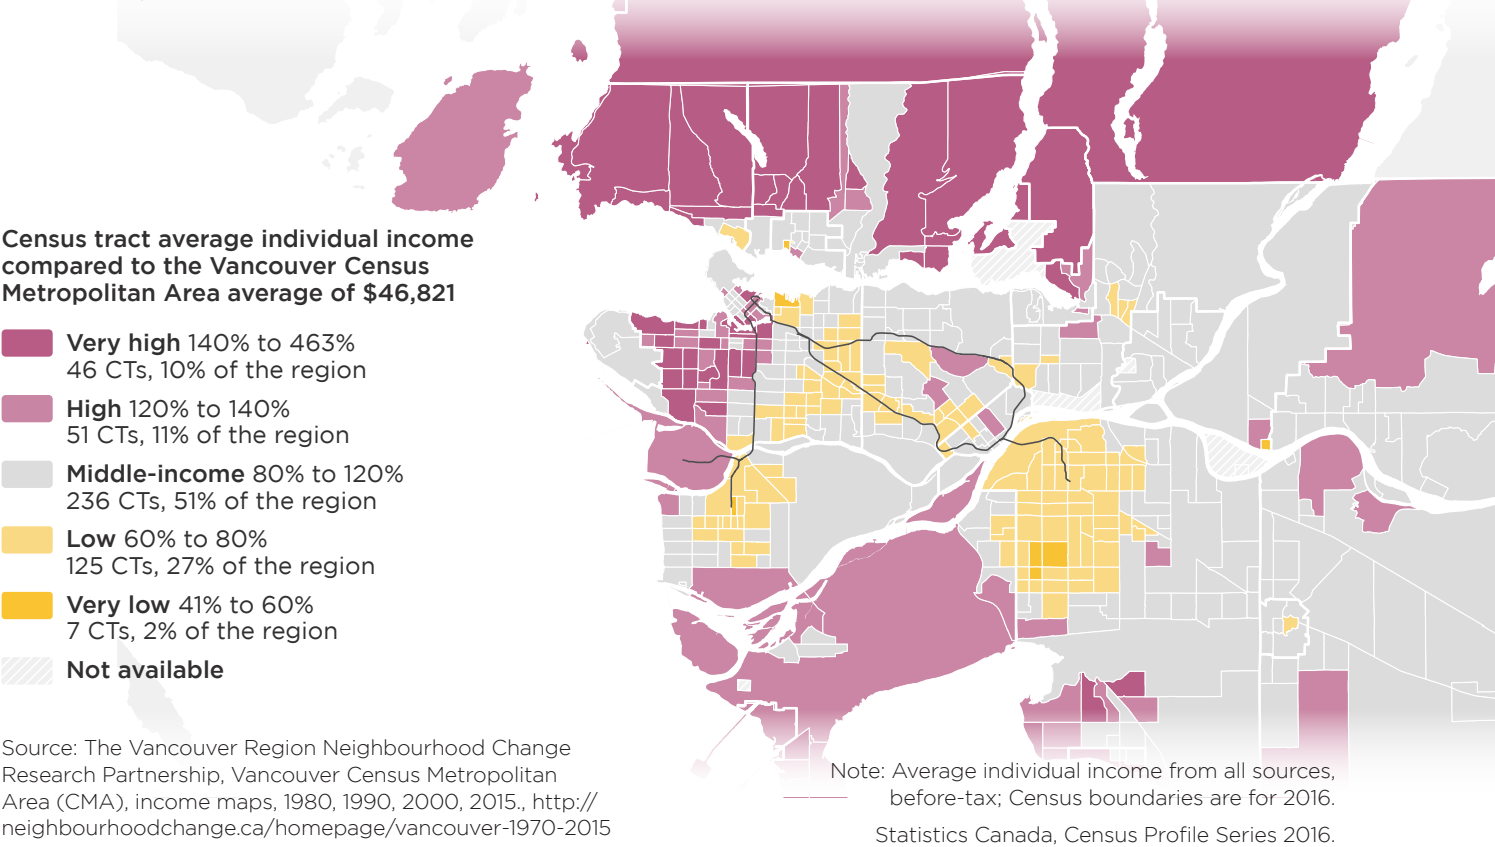 Census tract average individual income
compared to the Vancouver Census
Metropolitan Area average of $46,821
Very high 140% to 463%
46 CTs, 10% of the region
High 120% to 140%
51 CTs, 11% of the region
Middle-income 80% to 120%
236 CTs, 51% of the region
Low 60% to 80%
125 CTs, 27% of the region
Very low 41% to 60%
7 CTs, 2% of the region
Not available
Source: The Vancouver Region Neighbourhood Change
Research Partnership, Vancouver Census Metropolitan
Area (CMA), income maps, 1980, 1990, 2000, 2015., http://
neighbourhoodchange.ca/homepage/vancouver-1970-2015
Note: Average individual income from all sources,
before-tax; Census boundaries are for 2016.
Statistics Canada, Census Profile Series 2016.